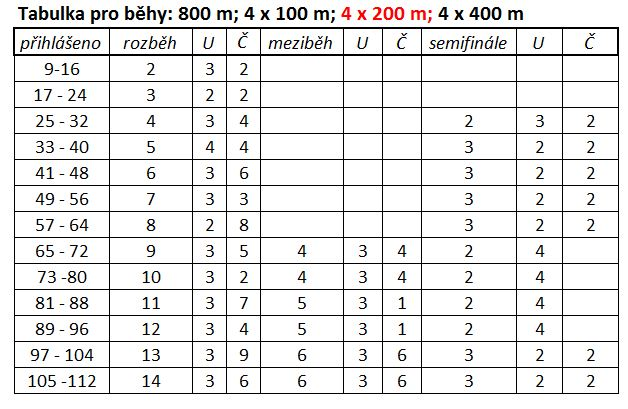 Tabulka pro běhy: 800 m; 4 x 100 m; 4 x 200 m; 4 x 400 m
přihlášeno rozběh U Č meziběh U Č semifinále U Č
9-16 2 3 2
17 - 24 3 2 2
25 - 32 4 3 4 2 3 2
33 - 40 5 4 4 3 2 2
41 - 48 6 3 6 3 2 2
49 - 56 7 3 3 3 2 2
57 - 64 8 2 8 3 2 2
65 - 72 9 3 5 4 3 4 2 4
73 -80 10 3 2 4 3 4 2 4
81 - 88 11 3 7 5 3 1 2 4
89 - 96 12 3 4 5 3 1 2 4
97 - 104 13 3 9 6 3 6 3 2 2
105 -112 14 3 6 6 3 6 3 2 2